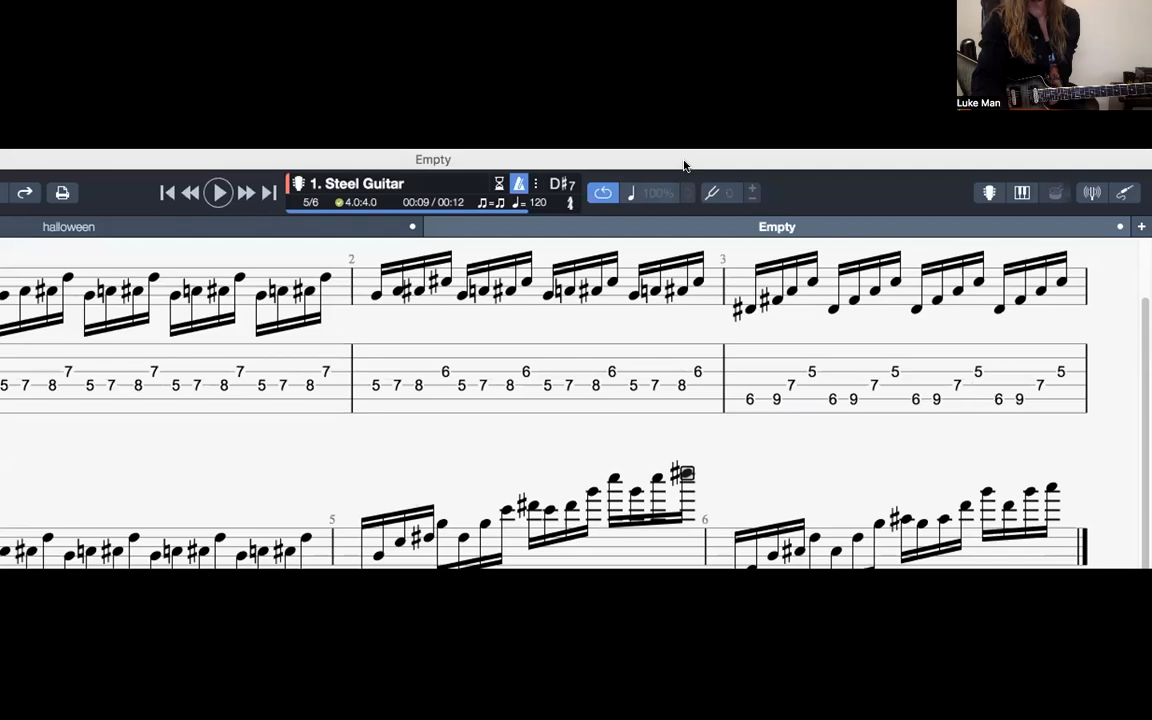 Luke Man
Empty
1. Steel Guitar
D♯7
5/6
4.0:4.0
00:09 / 00:12
♫=♫
♩= 120
100%
0
halloween
Empty
+
2
3
5 7 8 7 5 7 8 7 5 7 8 7 5 7 8 7
5 7 8 6 5 7 8 6 5 7 8 6 5 7 8 6
6 9 7 5 6 9 7 5 6 9 7 5 6 9 7 5
5
6